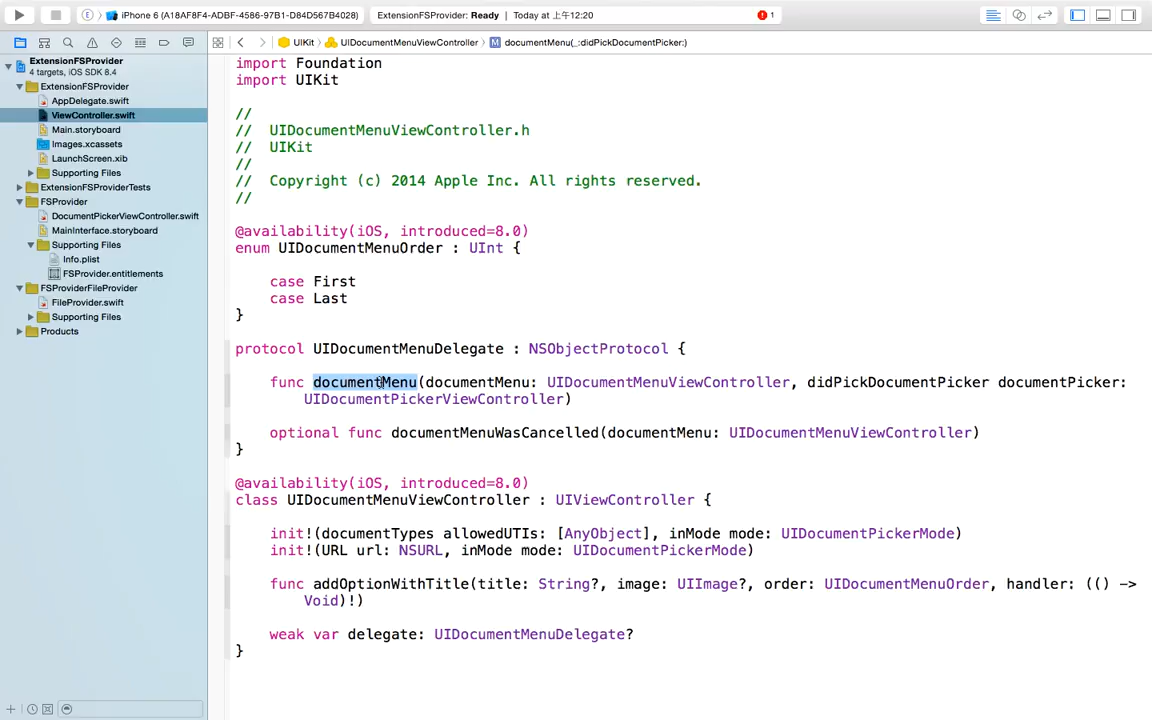 iPhone 6 (A18AF8F4-ADBF-4586-97B1-D84D567B4028)
ExtensionFSProvider: Ready | Today at 上午12:20
1
UIKit
UIDocumentMenuViewController
M documentMenu(_:didPickDocumentPicker:)
ExtensionFSProvider
4 targets, iOS SDK 8.4
ExtensionFSProvider
AppDelegate.swift
ViewController.swift
Main.storyboard
Images.xcassets
LaunchScreen.xib
Supporting Files
ExtensionFSProviderTests
FSProvider
DocumentPickerViewController.swift
MainInterface.storyboard
Supporting Files
Info.plist
FSProvider.entitlements
FSProviderFileProvider
FileProvider.swift
Supporting Files
Products
import Foundation
import UIKit
//
//  UIDocumentMenuViewController.h
//  UIKit
//
//  Copyright (c) 2014 Apple Inc. All rights reserved.
//
@availability(iOS, introduced=8.0)
enum UIDocumentMenuOrder : UInt {
case First
case Last
}
protocol UIDocumentMenuDelegate : NSObjectProtocol {
func documentMenu(documentMenu: UIDocumentMenuViewController, didPickDocumentPicker documentPicker:
UIDocumentPickerViewController)
optional func documentMenuWasCancelled(documentMenu: UIDocumentMenuViewController)
}
@availability(iOS, introduced=8.0)
class UIDocumentMenuViewController : UIViewController {
init!(documentTypes allowedUTIs: [AnyObject], inMode mode: UIDocumentPickerMode)
init!(URL url: NSURL, inMode mode: UIDocumentPickerMode)
func addOptionWithTitle(title: String?, image: UIImage?, order: UIDocumentMenuOrder, handler: (() ->
Void)!)
weak var delegate: UIDocumentMenuDelegate?
}